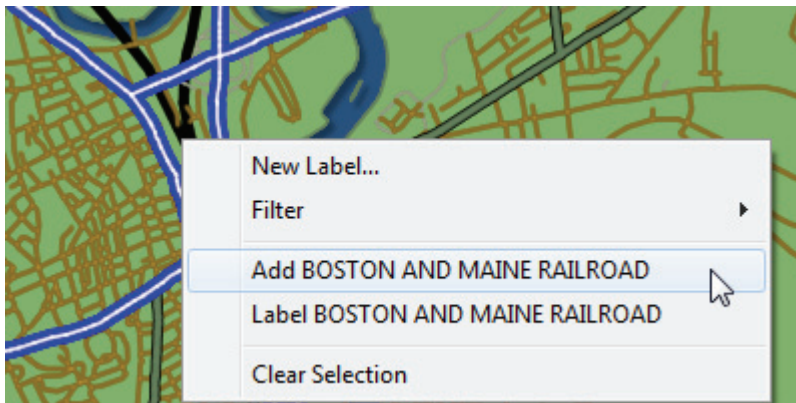 New Label...
Filter
Add BOSTON AND MAINE RAILROAD
Label BOSTON AND MAINE RAILROAD
Clear Selection